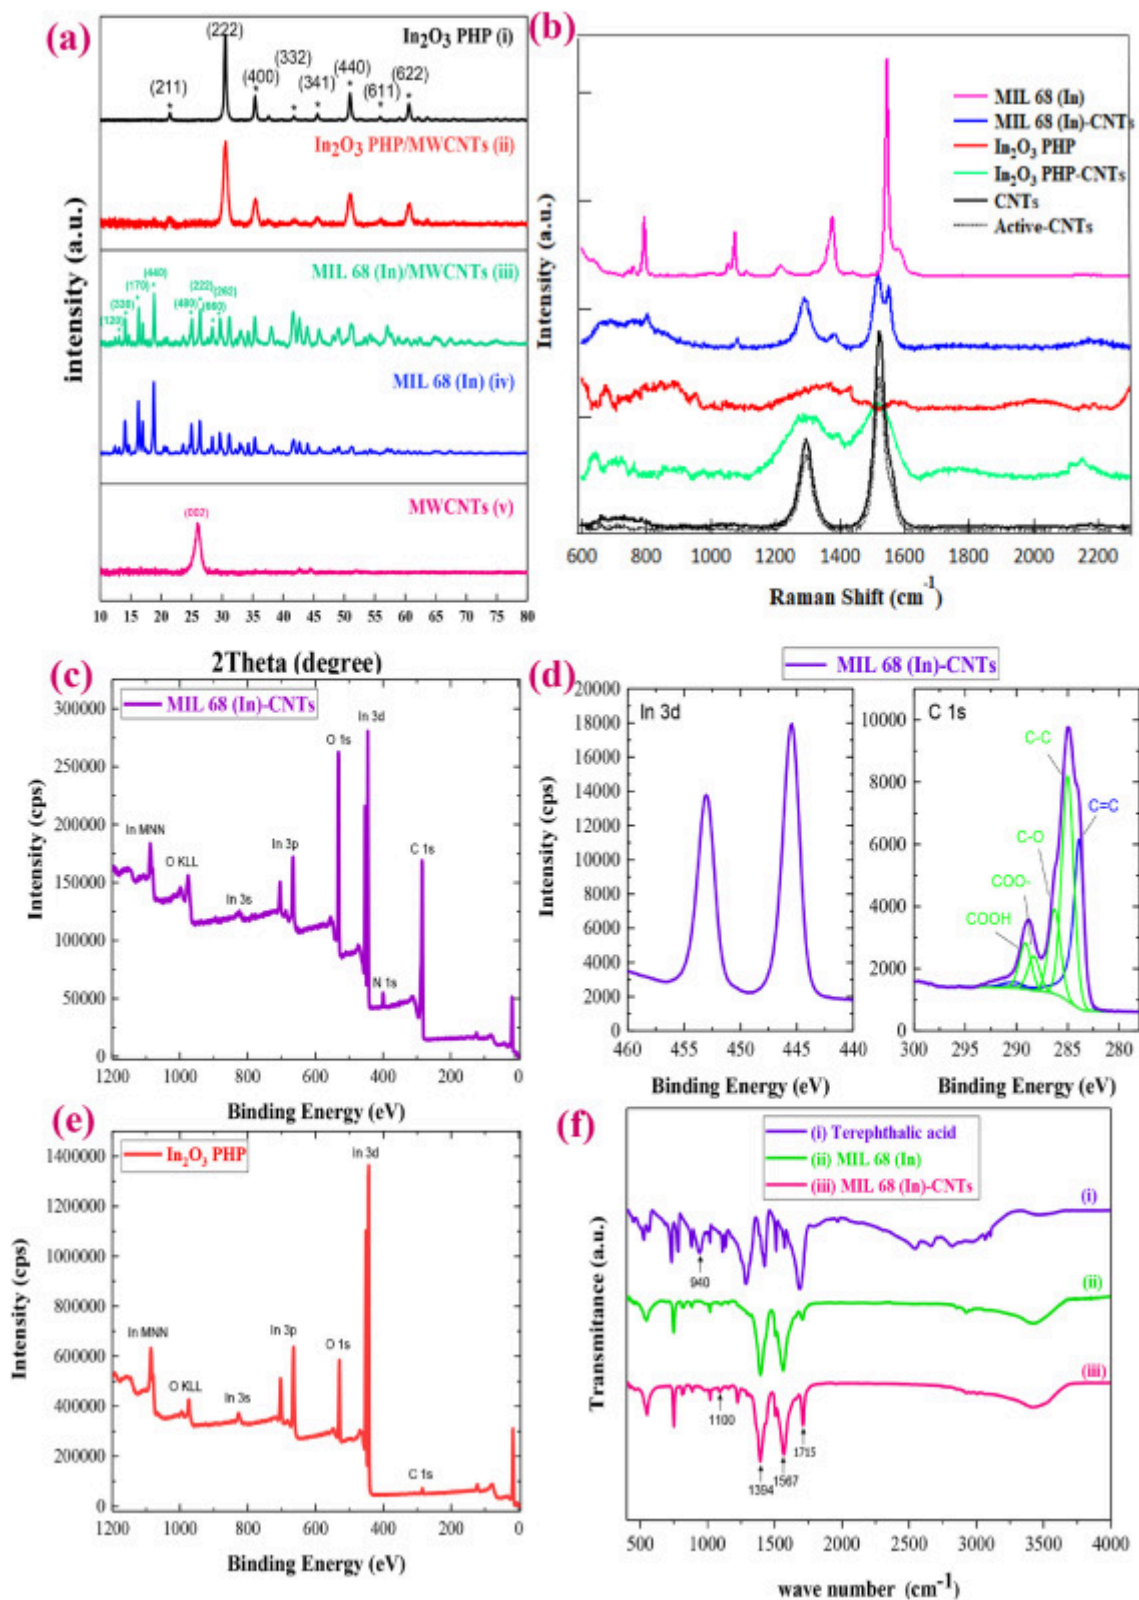 (a)
In2O3 PHP (i)
(211)
(222)
(400)
(332)
(341)
(440)
(611)
(622)
In2O3 PHP/MWCNTs (ii)
MIL 68 (In)/MWCNTs (iii)
(120)
(170)
(440)
(222)
(262)
MIL 68 (In) (iv)
MWCNTs (v)
(002)
intensity (a.u.)
10 15 20 25 30 35 40 45 50 55 60 65 70 75 80
2Theta (degree)
(b)
MIL 68 (In)
MIL 68 (In)-CNTs
In2O3 PHP
In2O3 PHP-CNTs
CNTs
Active-CNTs
Intensity (a.u.)
600 800 1000 1200 1400 1600 1800 2000 2200
Raman Shift (cm-1)
(c)
MIL 68 (In)-CNTs
In MNN
O KLL
In 3s
In 3p
O 1s
In 3d
N 1s
C 1s
Intensity (cps)
300000
250000
200000
150000
100000
50000
0
1200 1000 800 600 400 200 0
Binding Energy (eV)
(d)
MIL 68 (In)-CNTs
In 3d
Intensity (cps)
20000
18000
16000
14000
12000
10000
8000
6000
4000
2000
0
460 455 450 445 440
Binding Energy (eV)
C 1s
C-C
C=C
C-O
COO-
COOH
Intensity (cps)
10000
8000
6000
4000
2000
0
300 295 288 284 280
Binding Energy (eV)
(e)
In2O3 PHP
In MNN
O KLL
In 3s
In 3p
O 1s
In 3d
C 1s
Intensity (cps)
1400000
1200000
1000000
800000
600000
400000
200000
0
1200 1000 800 600 400 200 0
Binding Energy (eV)
(f)
(i) Terephthalic acid
(ii) MIL 68 (In)
(iii) MIL 68 (In)-CNTs
(i)
940
(ii)
(iii)
1100
1394
1567
1715
Transmitance (a.u.)
500 1000 1500 2000 2500 3000 3500 4000
wave number (cm-1)